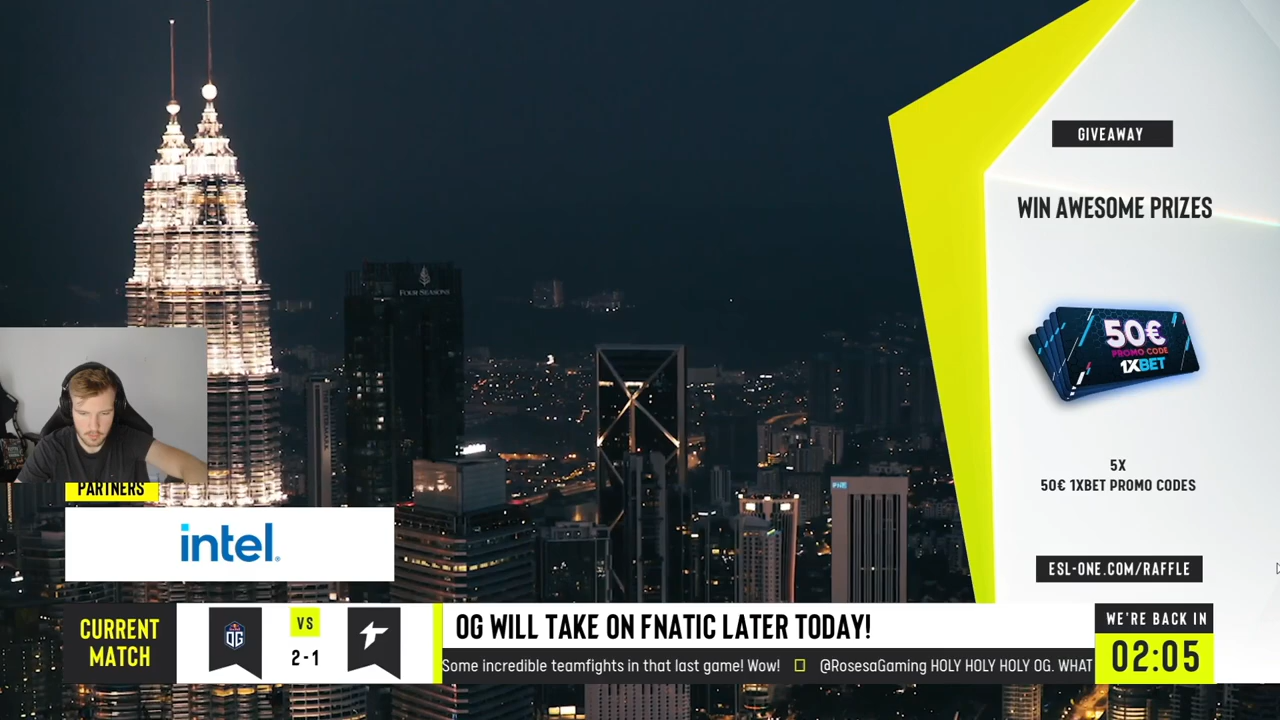 GIVEAWAY
WIN AWESOME PRIZES
FOUR SEASONS
50€
PROMO CODE
1XBET
5X
50€ 1XBET PROMO CODES
ESL-ONE.COM/RAFFLE
PARTNERS
intel.
CURRENT
MATCH
OG
VS
2-1
OG WILL TAKE ON FNATIC LATER TODAY!
Some incredible teamfights in that last game! Wow! @RosesaGaming HOLY HOLY HOLY OG. WHAT
WE'RE BACK IN
02:05